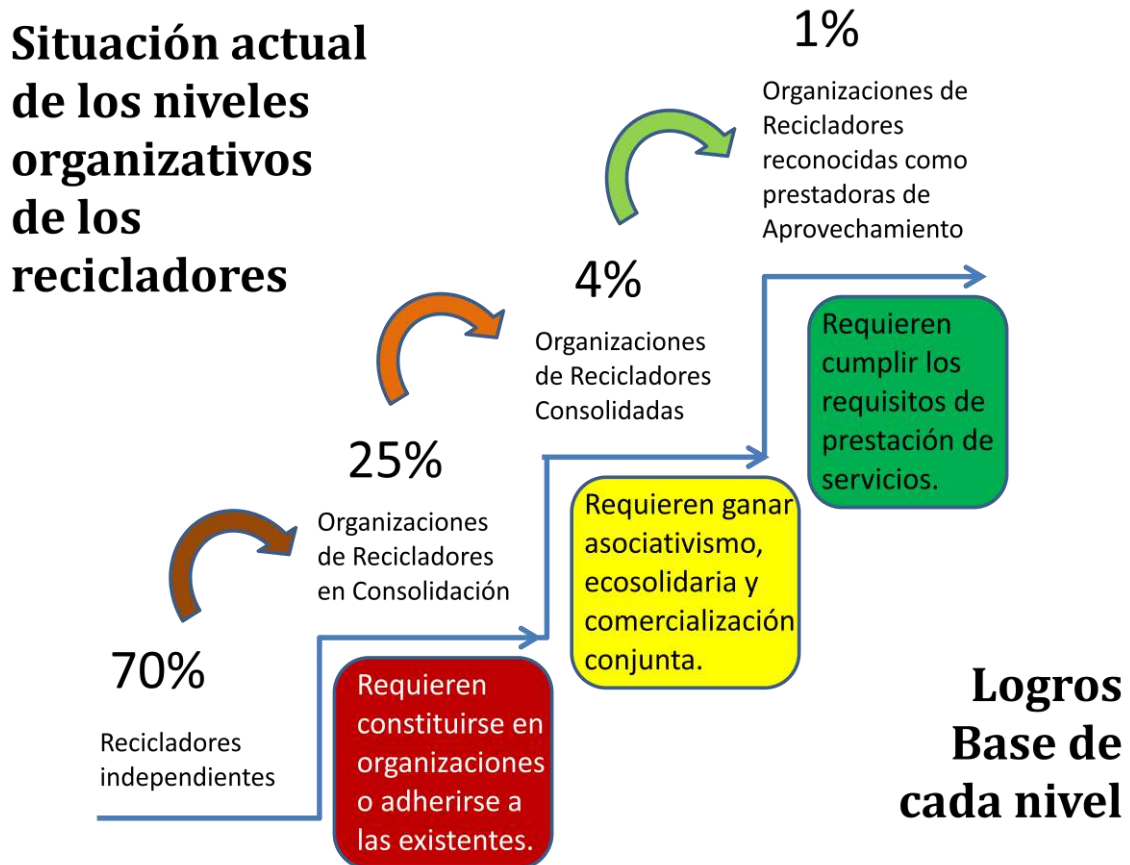 Situación actual
de los niveles
organizativos
de los
recicladores
1%
Organizaciones de
Recicladores
reconocidas como
prestadoras de
Aprovechamiento
4%
Organizaciones
de Recicladores
Consolidadas
Requieren
cumplir los
requisitos de
prestación de
servicios.
25%
Organizaciones
de Recicladores
en Consolidación
Requieren ganar
asociativismo,
ecosolidaria y
comercialización
conjunta.
70%
Recicladores
independientes
Requieren
constituirse en
organizaciones
o adherirse a
las existentes.
Logros
Base de
cada nivel